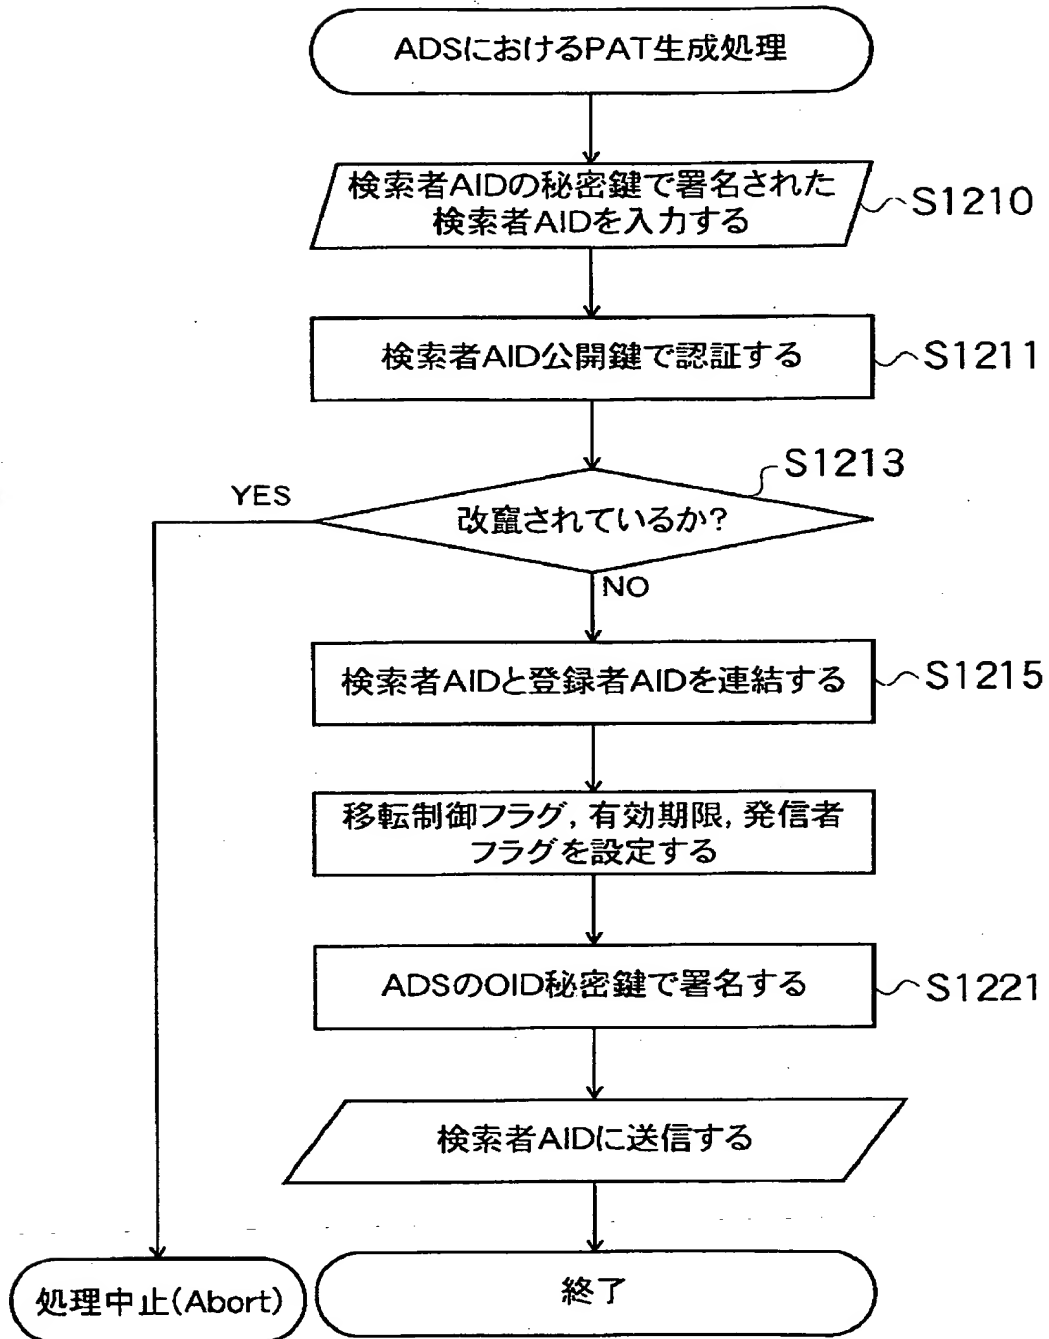 ADSにおけるPAT生成処理
検索者AIDの秘密鍵で署名された
検索者AIDを入力する
S1210
検索者AID公開鍵で認証する
S1211
S1213
YES
改竄されているか?
NO
検索者AIDと登録者AIDを連結する
S1215
移転制御フラグ, 有効期限, 発信者
フラグを設定する
ADSのOID秘密鍵で署名する
S1221
検索者AIDに送信する
処理中止(Abort)
終了